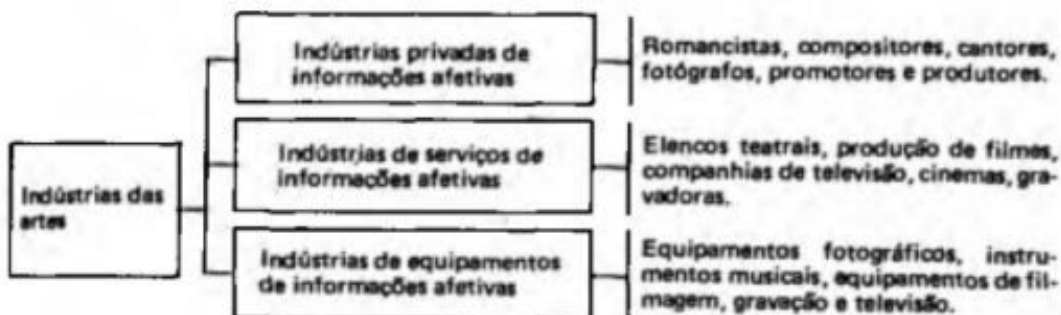 Indústrias das
artes
Indústrias privadas de
informações afetivas
Romancistas, compositores, cantores,
fotógrafos, promotores e produtores.
Indústrias de serviços de
informações afetivas
Elencos teatrais, produção de filmes,
companhias de televisão, cinemas, gra-
vadoras.
Indústrias de equipamentos
de informações afetivas
Equipamentos fotográficos, instru-
mentos musicais, equipamentos de fil-
magem, gravação e televisão.